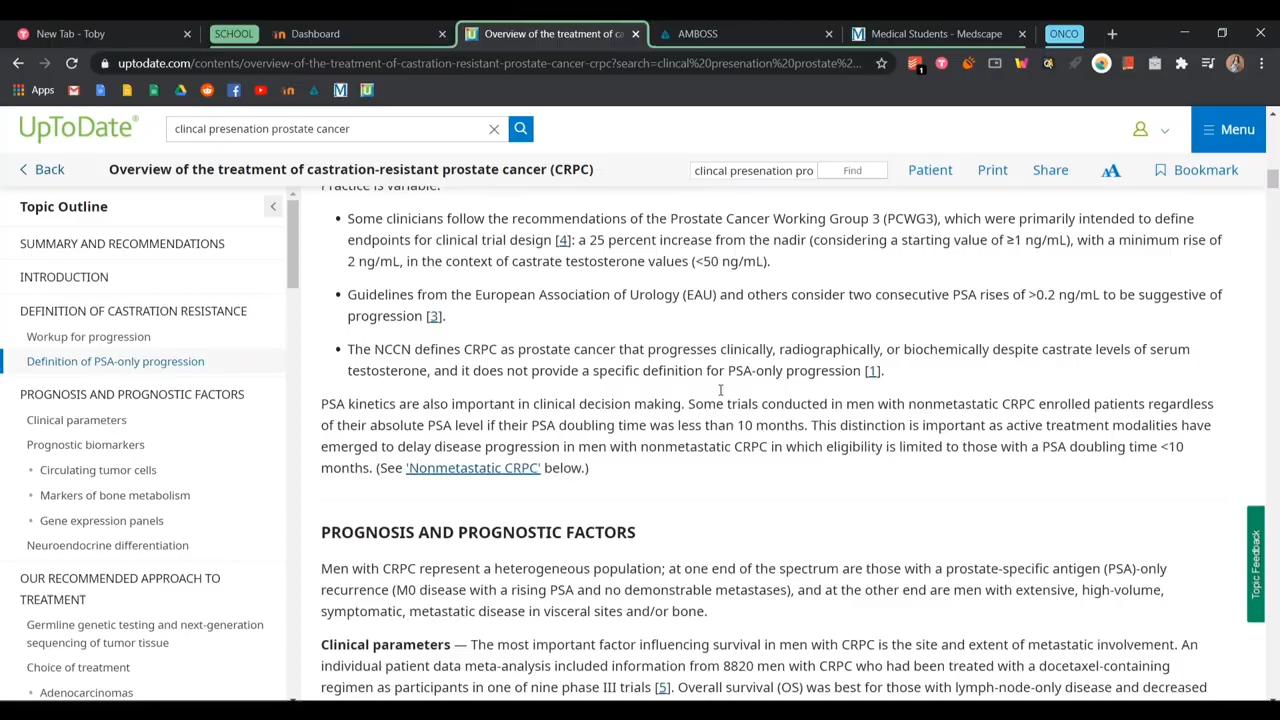 New Tab - Toby
SCHOOL
Dashboard
Overview of the treatment of ca
AMBOSS
Medical Students - Medscape
ONCO
uptodate.com/contents/overview-of-the-treatment-of-castration-resistant-prostate-cancer-crpc?search=clincal%20presenation%20prostate%2...
1
Apps
UpToDate®
clincal presenation prostate cancer
Menu
Back
Overview of the treatment of castration-resistant prostate cancer (CRPC)
clincal presenation pro
Find
Patient
Print
Share
AA
Bookmark
Topic Outline
SUMMARY AND RECOMMENDATIONS
INTRODUCTION
DEFINITION OF CASTRATION RESISTANCE
Workup for progression
Definition of PSA-only progression
PROGNOSIS AND PROGNOSTIC FACTORS
Clinical parameters
Prognostic biomarkers
• Circulating tumor cells
• Markers of bone metabolism
• Gene expression panels
Neuroendocrine differentiation
OUR RECOMMENDED APPROACH TO
TREATMENT
Germline genetic testing and next-generation
sequencing of tumor tissue
Choice of treatment
• Adenocarcinomas
Practice is variable.
• Some clinicians follow the recommendations of the Prostate Cancer Working Group 3 (PCWG3), which were primarily intended to define
endpoints for clinical trial design [4]: a 25 percent increase from the nadir (considering a starting value of ≥1 ng/mL), with a minimum rise of
2 ng/mL, in the context of castrate testosterone values (<50 ng/mL).
• Guidelines from the European Association of Urology (EAU) and others consider two consecutive PSA rises of >0.2 ng/mL to be suggestive of
progression [3].
• The NCCN defines CRPC as prostate cancer that progresses clinically, radiographically, or biochemically despite castrate levels of serum
testosterone, and it does not provide a specific definition for PSA-only progression [1].
PSA kinetics are also important in clinical decision making. Some trials conducted in men with nonmetastatic CRPC enrolled patients regardless
of their absolute PSA level if their PSA doubling time was less than 10 months. This distinction is important as active treatment modalities have
emerged to delay disease progression in men with nonmetastatic CRPC in which eligibility is limited to those with a PSA doubling time <10
months. (See 'Nonmetastatic CRPC' below.)
PROGNOSIS AND PROGNOSTIC FACTORS
Men with CRPC represent a heterogeneous population; at one end of the spectrum are those with a prostate-specific antigen (PSA)-only
recurrence (M0 disease with a rising PSA and no demonstrable metastases), and at the other end are men with extensive, high-volume,
symptomatic, metastatic disease in visceral sites and/or bone.
Clinical parameters — The most important factor influencing survival in men with CRPC is the site and extent of metastatic involvement. An
individual patient data meta-analysis included information from 8820 men with CRPC who had been treated with a docetaxel-containing
regimen as participants in one of nine phase III trials [5]. Overall survival (OS) was best for those with lymph-node-only disease and decreased
Topic Feedback